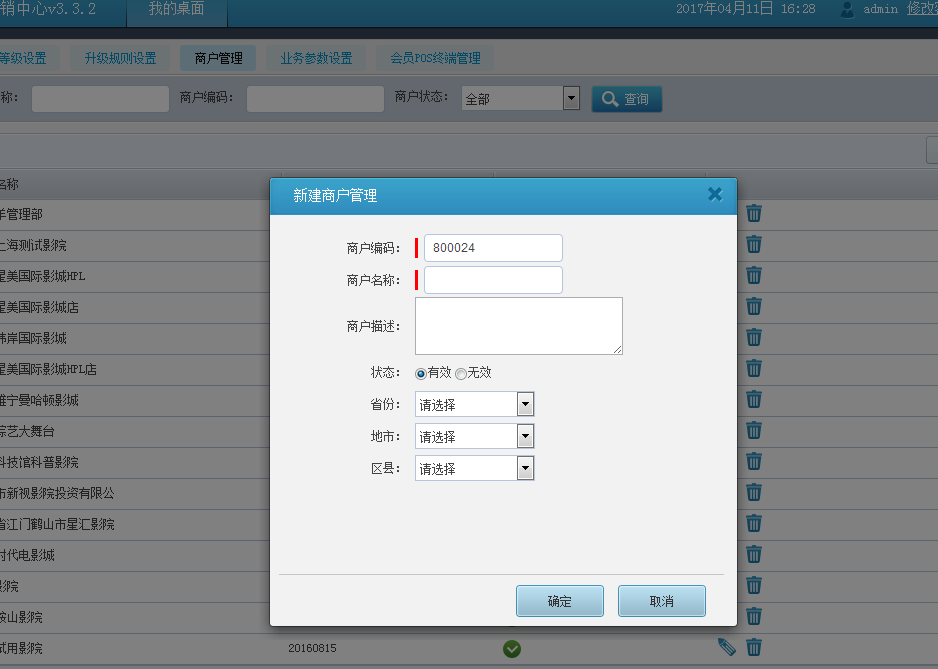 销中心v3.3.2 我的桌面 2017年04月11日 16:28 admin 修改
等级设置 升级规则设置 商户管理 业务参数设置 会员POS终端管理
称： 商户编码： 商户状态： 全部 查询
名称
管理部
上海测试影院
星美国际影城HPL
星美国际影城店
韩岸国际影城
星美国际影城HPL店
雅宁曼哈顿影城
综艺大舞台
科技馆科普影院
市新视影院投资有限公
省江门鹤山市星汇影院
时代电影城
影院
鞍山影院
试用影院 20160815
新建商户管理
商户编码： 800024
商户名称：
商户描述：
状态： 有效 无效
省份： 请选择
地市： 请选择
区县： 请选择
确定 取消